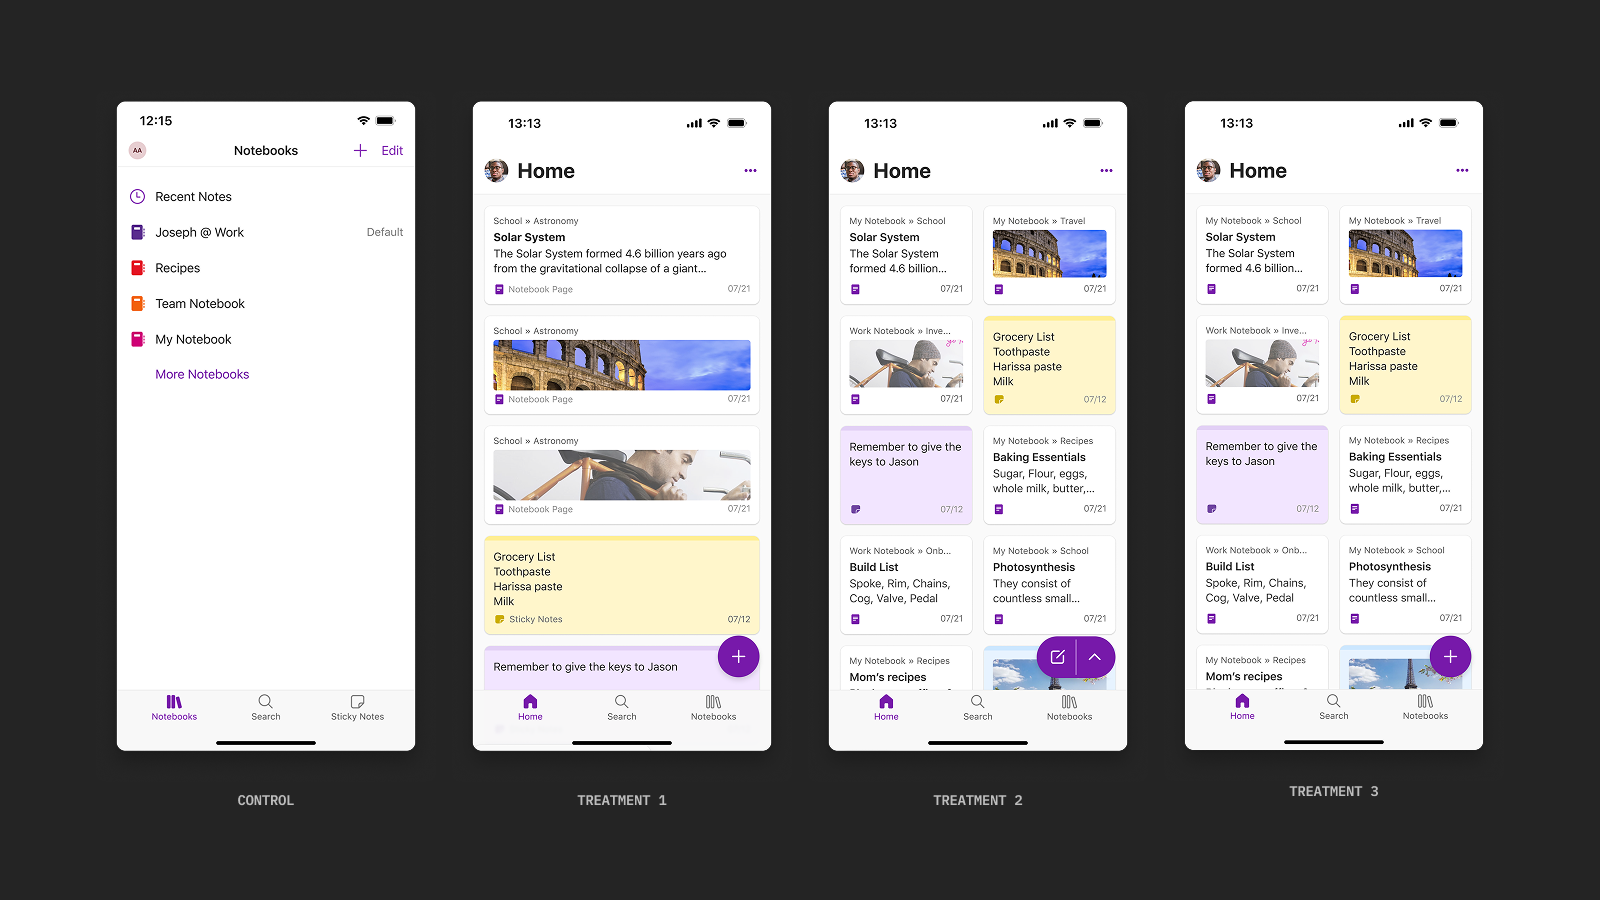 12:15
AA
Notebooks
Edit
Recent Notes
Joseph @ Work
Default
Recipes
Team Notebook
My Notebook
More Notebooks
Notebooks
Search
Sticky Notes
CONTROL
13:13
Home
School » Astronomy
Solar System
The Solar System formed 4.6 billion years ago
from the gravitational collapse of a giant...
Notebook Page
07/21
School » Astronomy
Notebook Page
07/21
School » Astronomy
Notebook Page
07/21
Grocery List
Toothpaste
Harissa paste
Milk
Sticky Notes
07/12
Remember to give the keys to Jason
Home
Search
Notebooks
TREATMENT 1
13:13
Home
My Notebook » School
Solar System
The Solar System
formed 4.6 billion...
07/21
My Notebook » Travel
07/21
Work Notebook » Inve...
07/21
Grocery List
Toothpaste
Harissa paste
Milk
07/12
Remember to give the
keys to Jason
07/12
My Notebook » Recipes
Baking Essentials
Sugar, Flour, eggs,
whole milk, butter,...
07/21
Work Notebook » Onb...
Build List
Spoke, Rim, Chains,
Cog, Valve, Pedal
07/21
My Notebook » School
Photosynthesis
They consist of
countless small...
07/21
My Notebook » Recipes
Mom's recipes
Home
Search
Notebooks
TREATMENT 2
13:13
Home
My Notebook » School
Solar System
The Solar System
formed 4.6 billion...
07/21
My Notebook » Travel
07/21
Work Notebook » Inve...
07/21
Grocery List
Toothpaste
Harissa paste
Milk
07/12
Remember to give the
keys to Jason
07/12
My Notebook » Recipes
Baking Essentials
Sugar, Flour, eggs,
whole milk, butter,...
07/21
Work Notebook » Onb...
Build List
Spoke, Rim, Chains,
Cog, Valve, Pedal
07/21
My Notebook » School
Photosynthesis
They consist of
countless small...
07/21
My Notebook » Recipes
Mom's recipes
Home
Search
Notebooks
TREATMENT 3